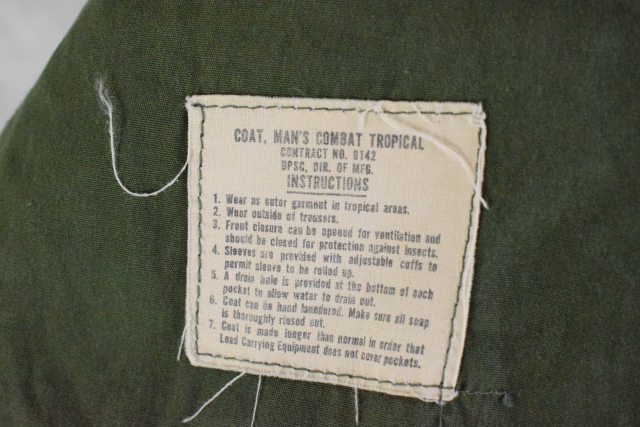 COAT, MAN'S COMBAT TROPICAL
CONTRACT NO. 9142
DPSC, DIR. OF MFG.
INSTRUCTIONS
1. Wear as outer garment in tropical areas.
2. Wear outside of trousers.
3. Front closure can be opened for ventilation and
should be closed for protection against insects.
4. Sleeves are provided with adjustable cuffs to
permit sleeve to be rolled up.
5. A drain hole is provided at the bottom of each
pocket to allow water to drain out.
6. Coat can be hand laundered. Make sure all soap
is thoroughly rinsed out.
7. Coat is made longer than normal in order that
Load Carrying Equipment does not cover pockets.